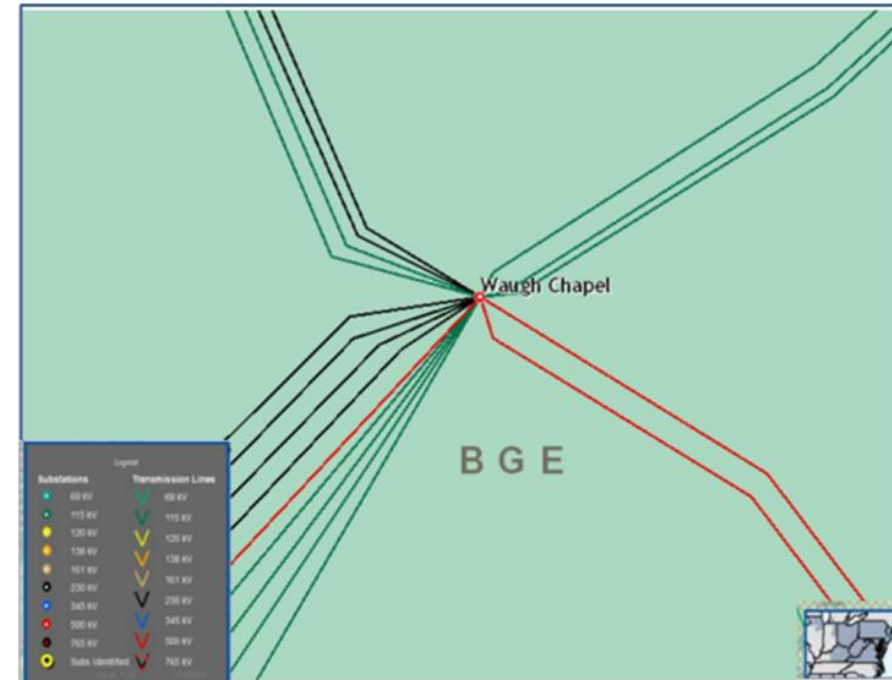 Waugh Chapel
B G E
Legend
Substations Transmission Lines
69 KV 69 KV
115 KV 115 KV
120 KV 120 KV
138 KV 138 KV
161 KV 161 KV
230 KV 230 KV
345 KV 345 KV
500 KV 500 KV
765 KV 765 KV
Subs Identified